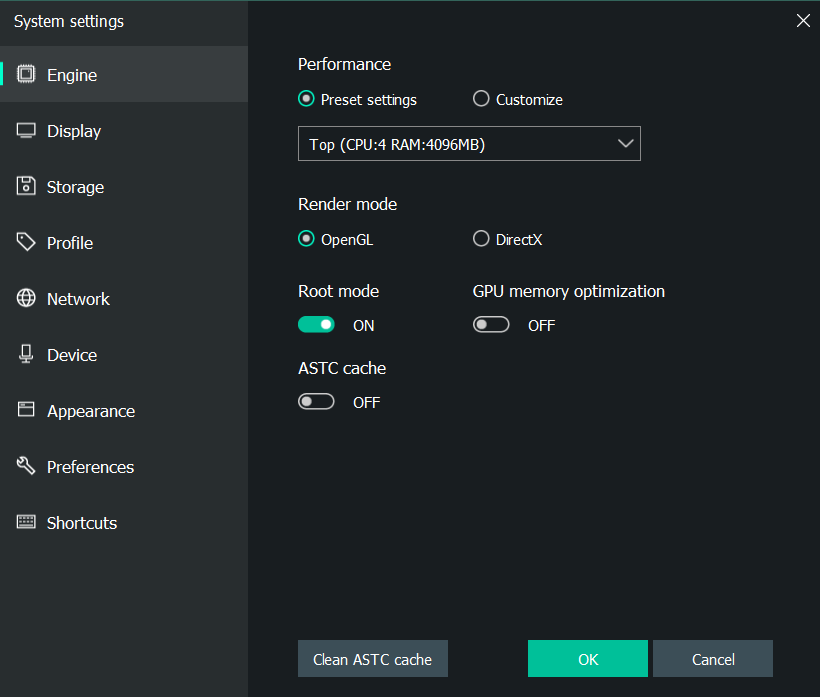 System settings
Engine
Display
Storage
Profile
Network
Device
Appearance
Preferences
Shortcuts
Performance
Preset settings
Customize
Top (CPU:4 RAM:4096MB)
Render mode
OpenGL
DirectX
Root mode
GPU memory optimization
ON
OFF
ASTC cache
OFF
Clean ASTC cache
OK
Cancel